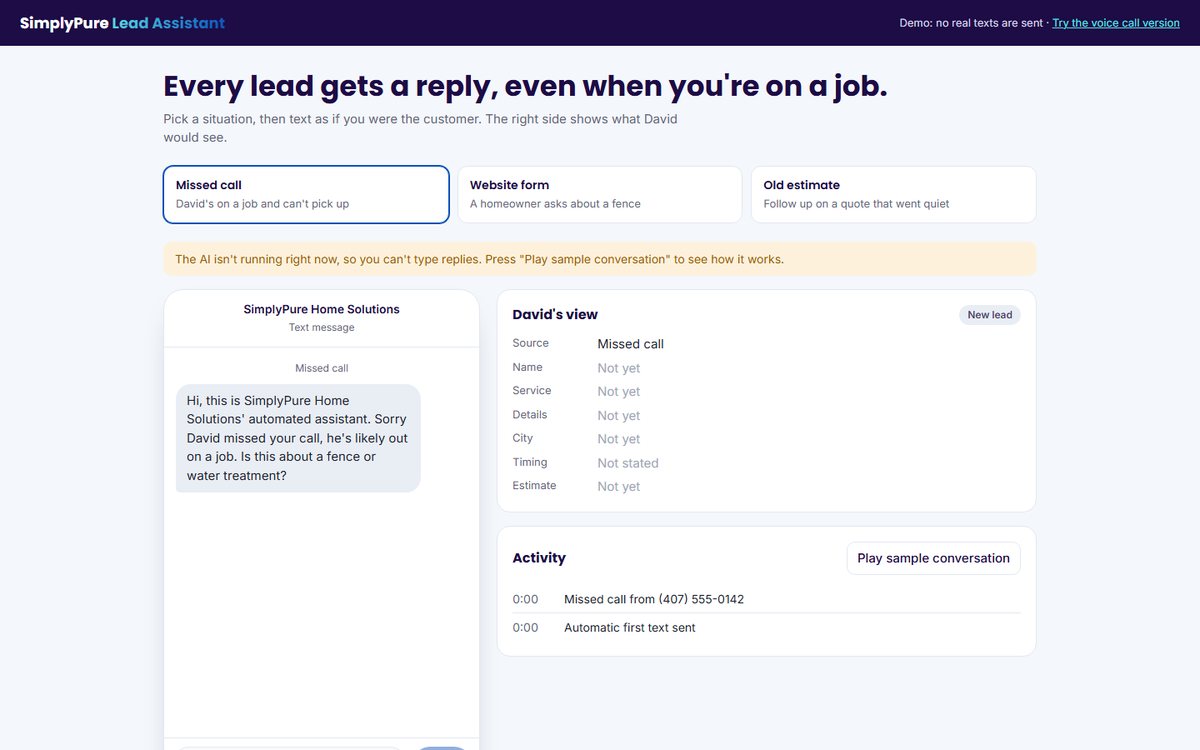 SimplyPure Lead Assistant
Demo: no real texts are sent · Try the voice call version
Every lead gets a reply, even when you're on a job.
Pick a situation, then text as if you were the customer. The right side shows what David
would see.
Missed call
David's on a job and can't pick up
Website form
A homeowner asks about a fence
Old estimate
Follow up on a quote that went quiet
The AI isn't running right now, so you can't type replies. Press "Play sample conversation" to see how it works.
SimplyPure Home Solutions
Text message
Missed call
Hi, this is SimplyPure Home
Solutions' automated assistant. Sorry
David missed your call, he's likely out
on a job. Is this about a fence or
water treatment?
David's view
New lead
Source Missed call
Name Not yet
Service Not yet
Details Not yet
City Not yet
Timing Not stated
Estimate Not yet
Activity
Play sample conversation
0:00 Missed call from (407) 555-0142
0:00 Automatic first text sent